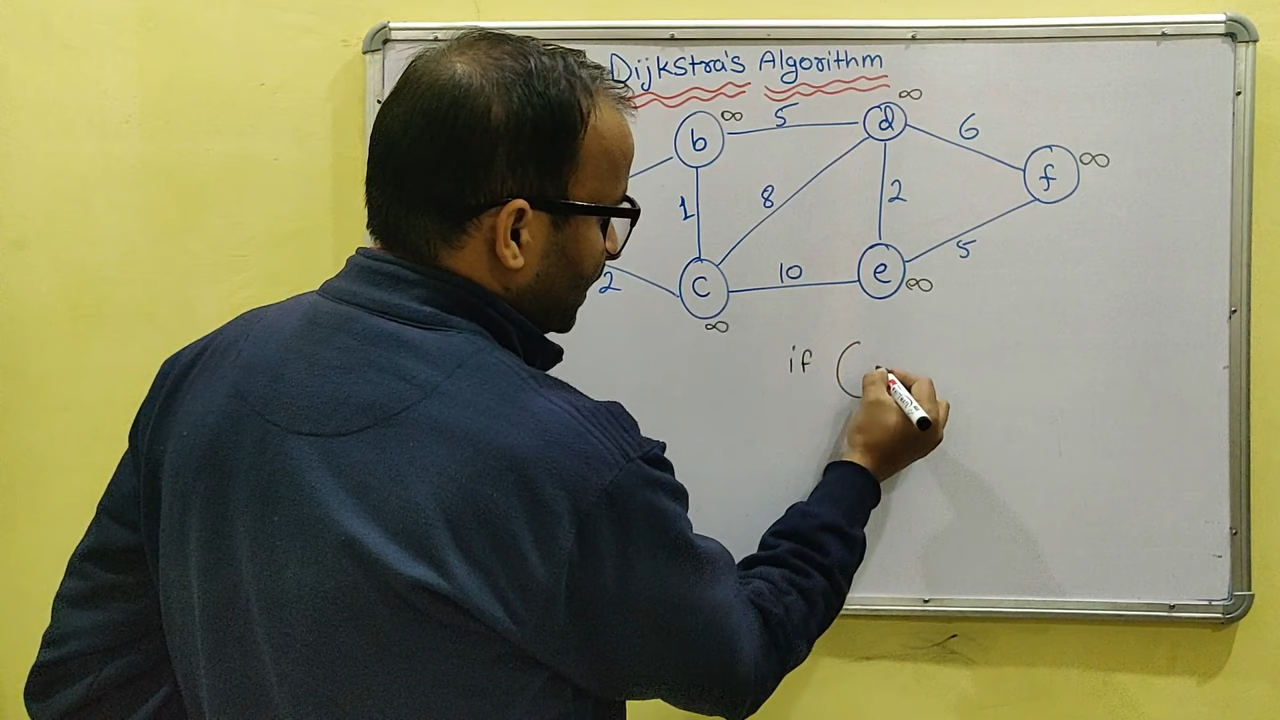 Dijkstra's Algorithm
∞
b ∞ 5 d 6
f ∞
1 8 2
5
2 c 10 e ∞
∞
if (